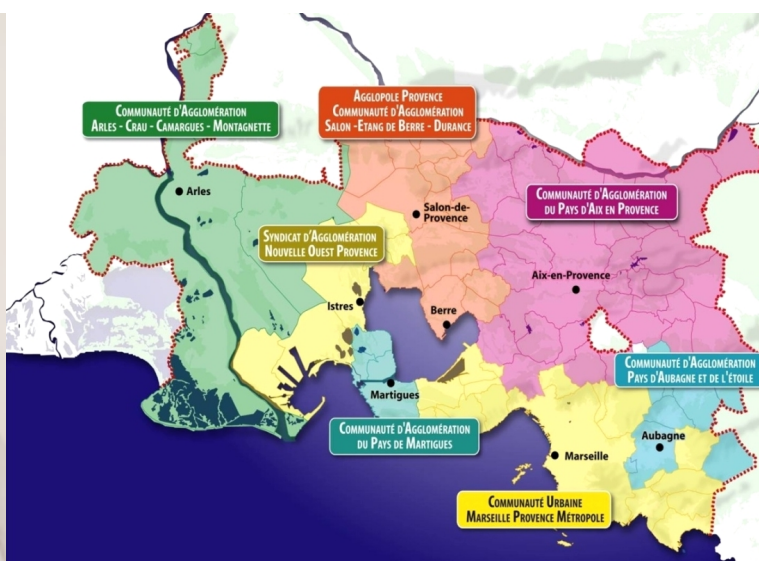 Communauté d'Agglomération
Arles - Crau - Camargues - Montagnette
Agglopole Provence
Communauté d'Agglomération
Salon -Etang de Berre - Durance
Communauté d'Agglomération
du Pays d'Aix en Provence
Arles
Salon-de-
Provence
Syndicat d'Agglomération
Nouvelle Ouest Provence
Aix-en-Provence
Istres
Berre
Communauté d'Agglomération
Pays d'Aubagne et de l'étoile
Martigues
Communauté d'Agglomération
du Pays de Martigues
Aubagne
Marseille
Communauté Urbaine
Marseille Provence Métropole